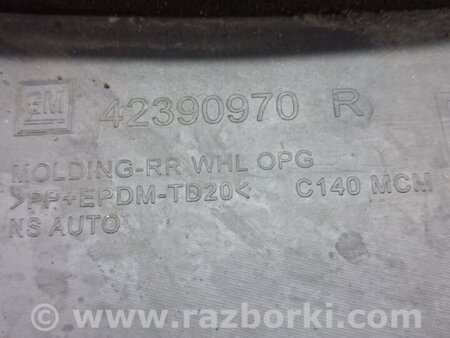 GM 42390970 R
MOLDING-RR WHL OPG
>PP+EPDM-TD20< C140 MCM
NS AUTO
www.razborki.com